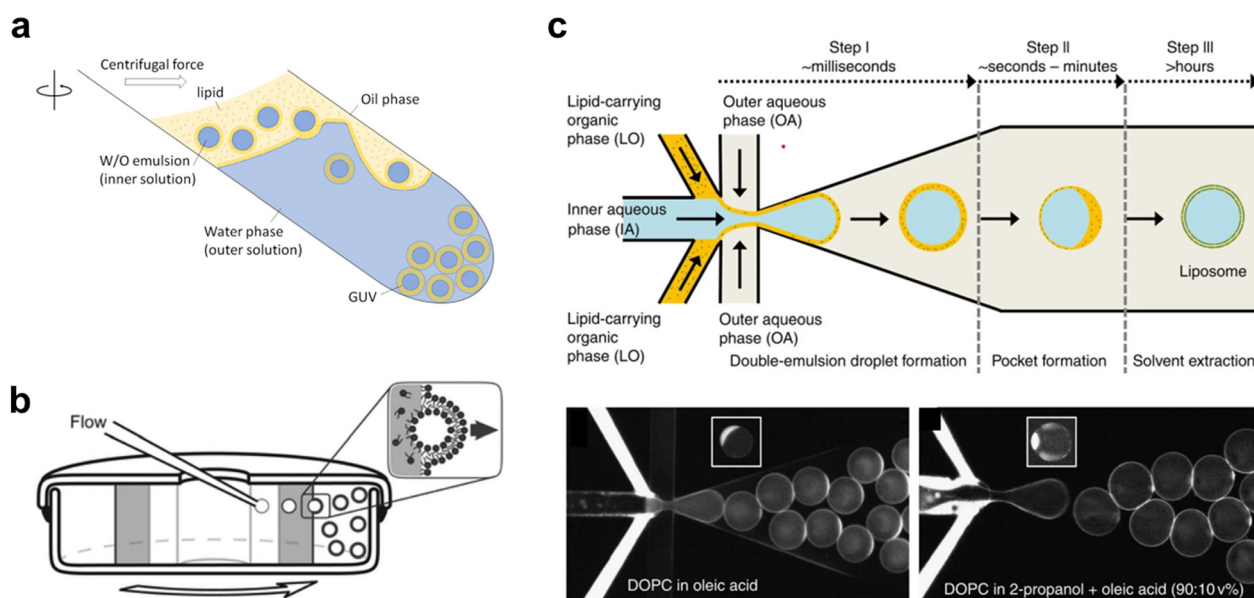 a
Centrifugal force
lipid
Oil phase
W/O emulsion
(inner solution)
Water phase
(outer solution)
GUV
b
Flow
c
Step I
~milliseconds
Step II
~seconds – minutes
Step III
>hours
Lipid-carrying
organic
phase (LO)
Outer aqueous
phase (OA)
Inner aqueous
phase (IA)
Liposome
Lipid-carrying
organic
phase (LO)
Outer aqueous
phase (OA)
Double-emulsion droplet formation
Pocket formation
Solvent extraction
DOPC in oleic acid
DOPC in 2-propanol + oleic acid (90:10 v%)